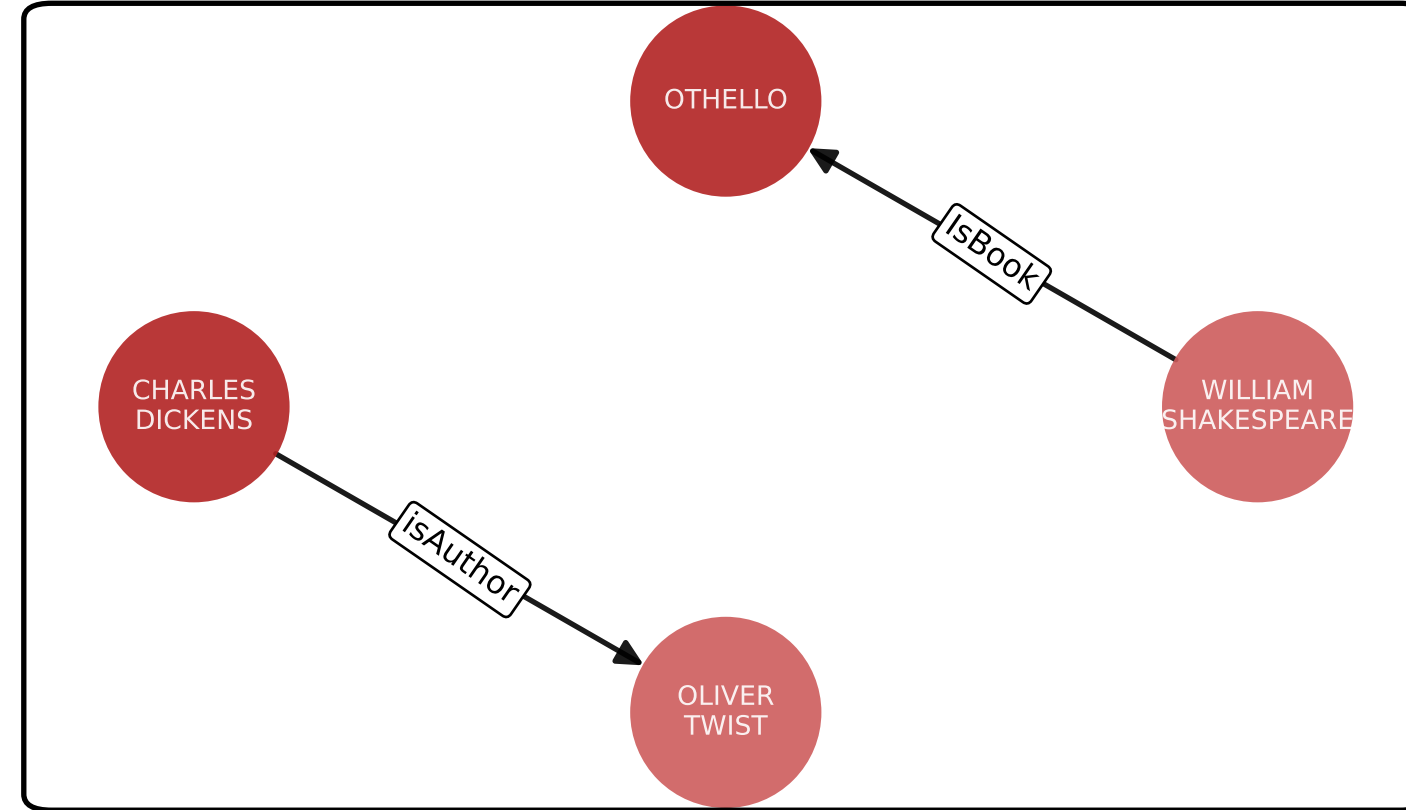 OTHELLO
IsBook
CHARLES
DICKENS
WILLIAM
SHAKESPEARE
isAuthor
OLIVER
TWIST